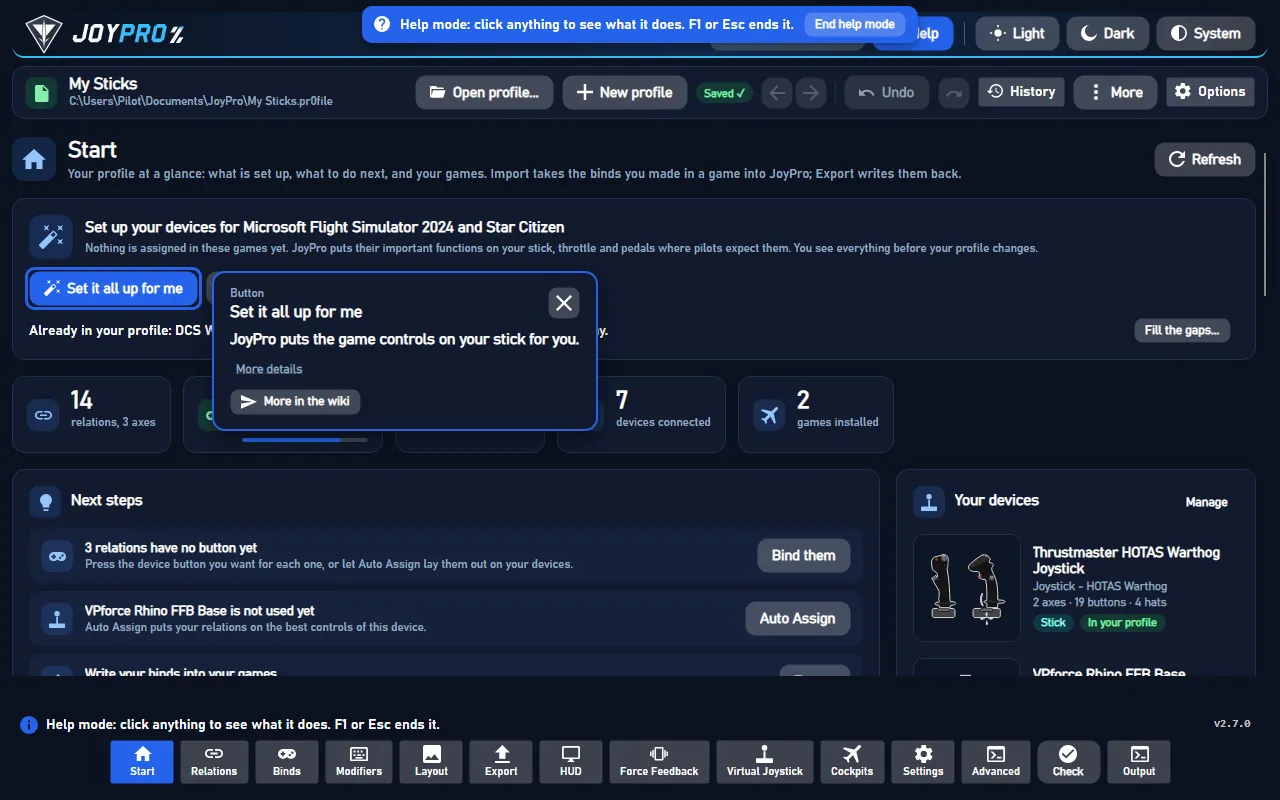 JOYPRO
Help mode: click anything to see what it does. F1 or Esc ends it.
End help mode
Light
Dark
System
My Sticks
C:\Users\Pilot\Documents\JoyPro\My Sticks.pr0file
Open profile...
New profile
Saved ✓
Undo
History
More
Options
Start
Your profile at a glance: what is set up, what to do next, and your games. Import takes the binds you made in a game into JoyPro; Export writes them back.
Refresh
Set up your devices for Microsoft Flight Simulator 2024 and Star Citizen
Nothing is assigned in these games yet. JoyPro puts their important functions on your stick, throttle and pedals where pilots expect them. You see everything before your profile changes.
Set it all up for me
Already in your profile: DCS
Fill the gaps...
Button
Set it all up for me
JoyPro puts the game controls on your stick for you.
More details
More in the wiki
14
relations, 3 axes
7
devices connected
2
games installed
Next steps
3 relations have no button yet
Press the device button you want for each one, or let Auto Assign lay them out on your devices.
Bind them
VPforce Rhino FFB Base is not used yet
Auto Assign puts your relations on the best controls of this device.
Auto Assign
Write your binds into your games
Your devices
Manage
Thrustmaster HOTAS Warthog
Joystick
Joystick - HOTAS Warthog
2 axes · 19 buttons · 4 hats
Stick
In your profile
VPforce Rhino FFB Base
Help mode: click anything to see what it does. F1 or Esc ends it.
v2.7.0
Start
Relations
Binds
Modifiers
Layout
Export
HUD
Force Feedback
Virtual Joystick
Cockpits
Settings
Advanced
Check
Output